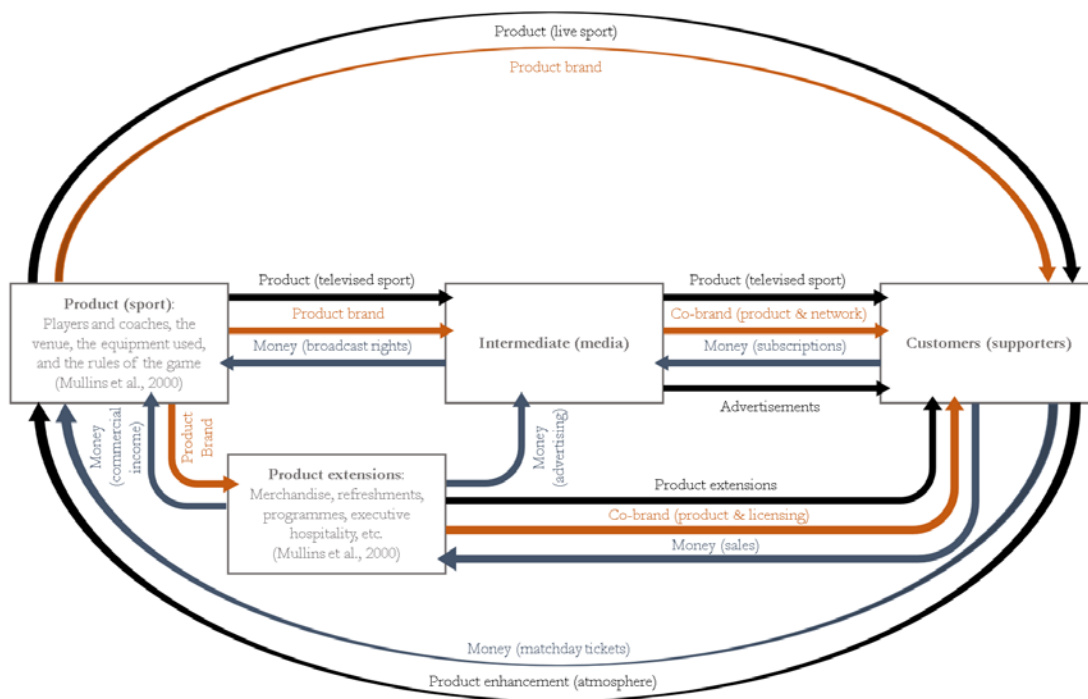 Product (live sport)
Product brand
Product (televised sport)
Product brand
Money (broadcast rights)
Product (televised sport)
Co-brand (product & network)
Money (subscriptions)
Advertisements
Product (sport):
Players and coaches, the
venue, the equipment used,
and the rules of the game
(Mullins et al., 2000)
Intermediate (media)
Customers (supporters)
Money
(commercial
income)
Product
Brand
Money
(advertising)
Product extensions:
Merchandise, refreshments,
programmes, executive
hospitality, etc.
(Mullins et al., 2000)
Product extensions
Co-brand (product & licensing)
Money (sales)
Money (matchday tickets)
Product enhancement (atmosphere)